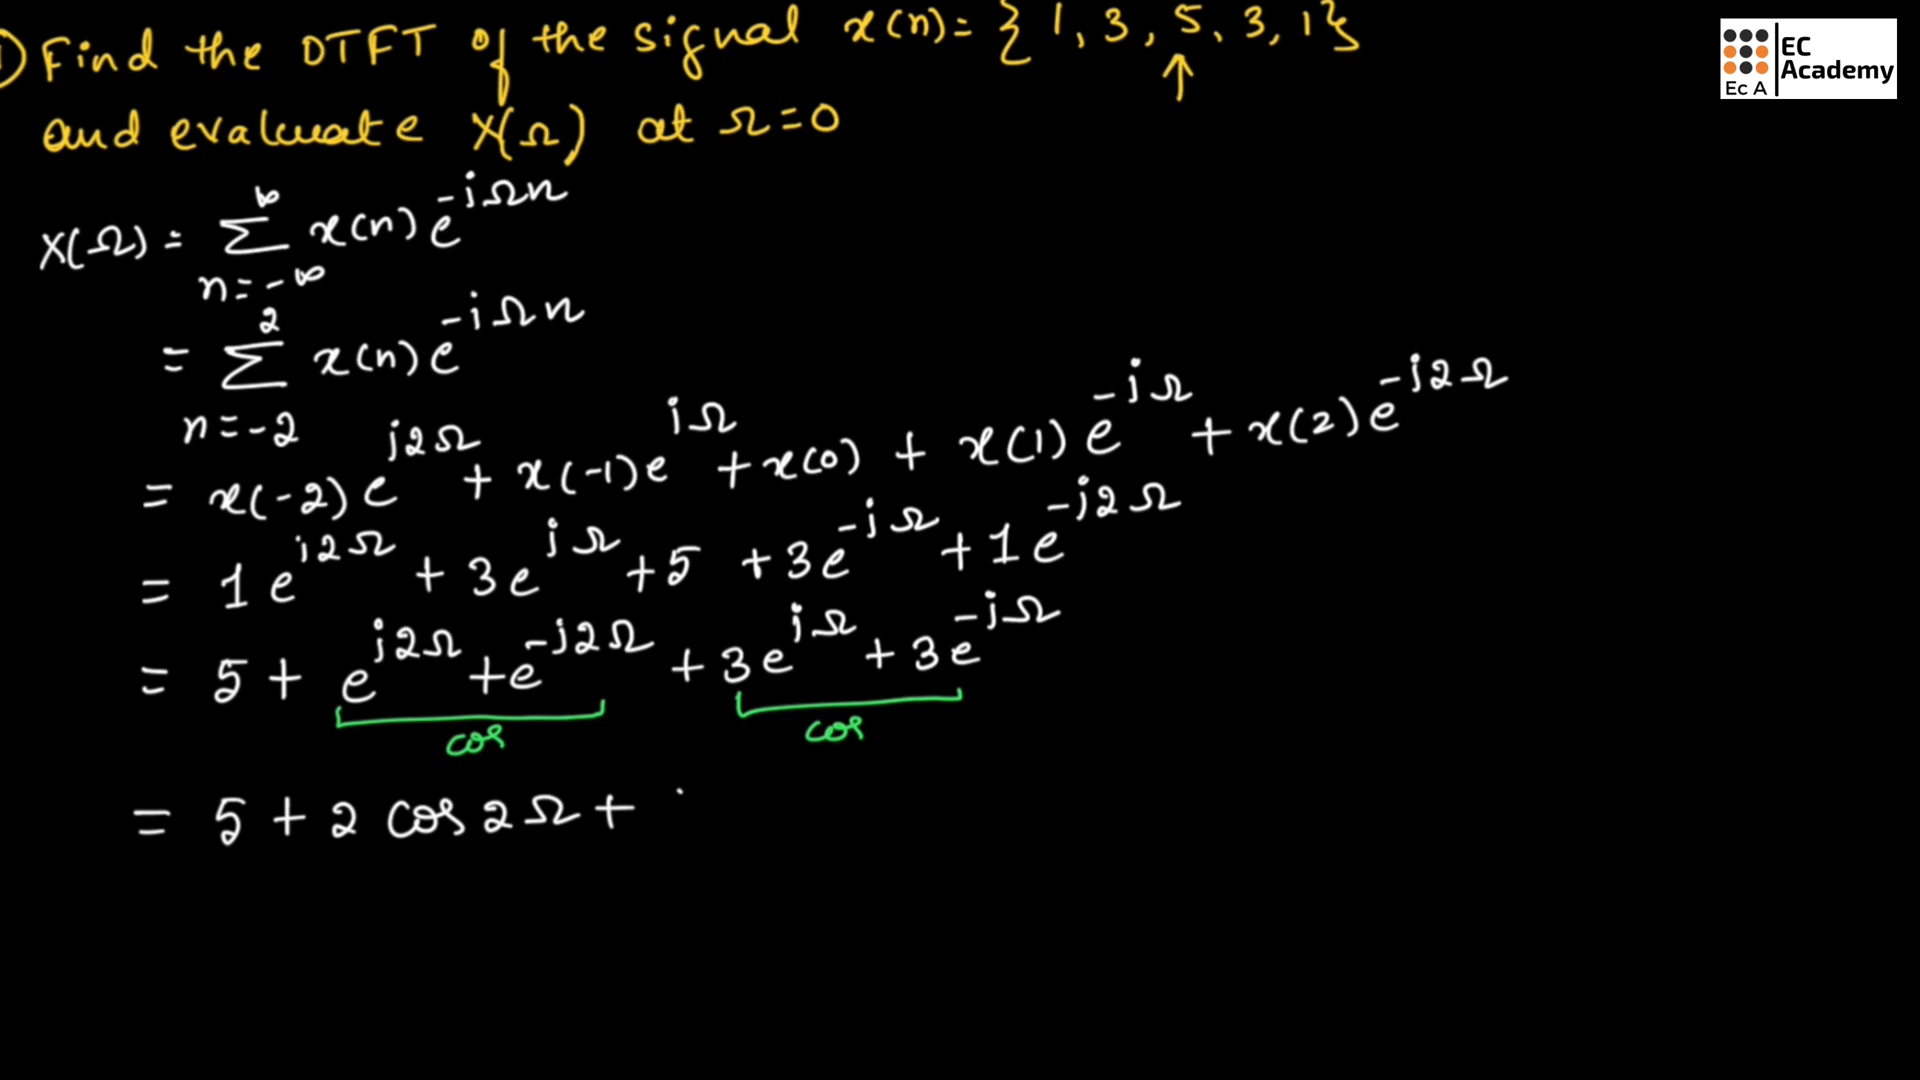 1) Find the DTFT of the signal x(n)= { 1, 3, 5, 3, 1}
↑
and evaluate X(Ω) at Ω=0
X(Ω) = ∑_{n=-∞}^{∞} x(n) e^{-jΩn}
= ∑_{n=-2}^{2} x(n) e^{-jΩn}
= x(-2) e^{j2Ω} + x(-1) e^{jΩ} + x(0) + x(1) e^{-jΩ} + x(2) e^{-j2Ω}
= 1 e^{j2Ω} + 3 e^{jΩ} + 5 + 3 e^{-jΩ} + 1 e^{-j2Ω}
= 5 + e^{j2Ω} + e^{-j2Ω} + 3 e^{jΩ} + 3 e^{-jΩ}
cos cos
= 5 + 2 cos 2Ω +
EC
Academy
Ec A